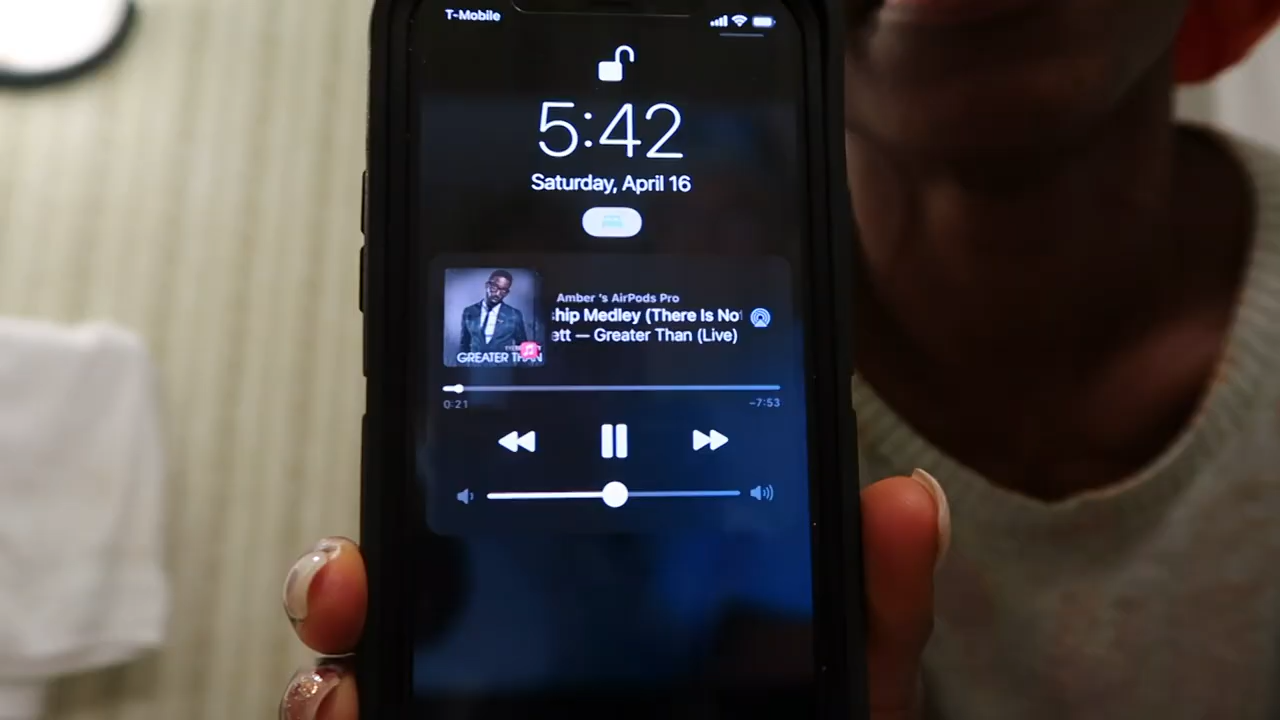 T-Mobile
5:42
Saturday, April 16
Amber 's AirPods Pro
ship Medley (There Is No
ett — Greater Than (Live)
GREATER THAN
0:21
-7:53